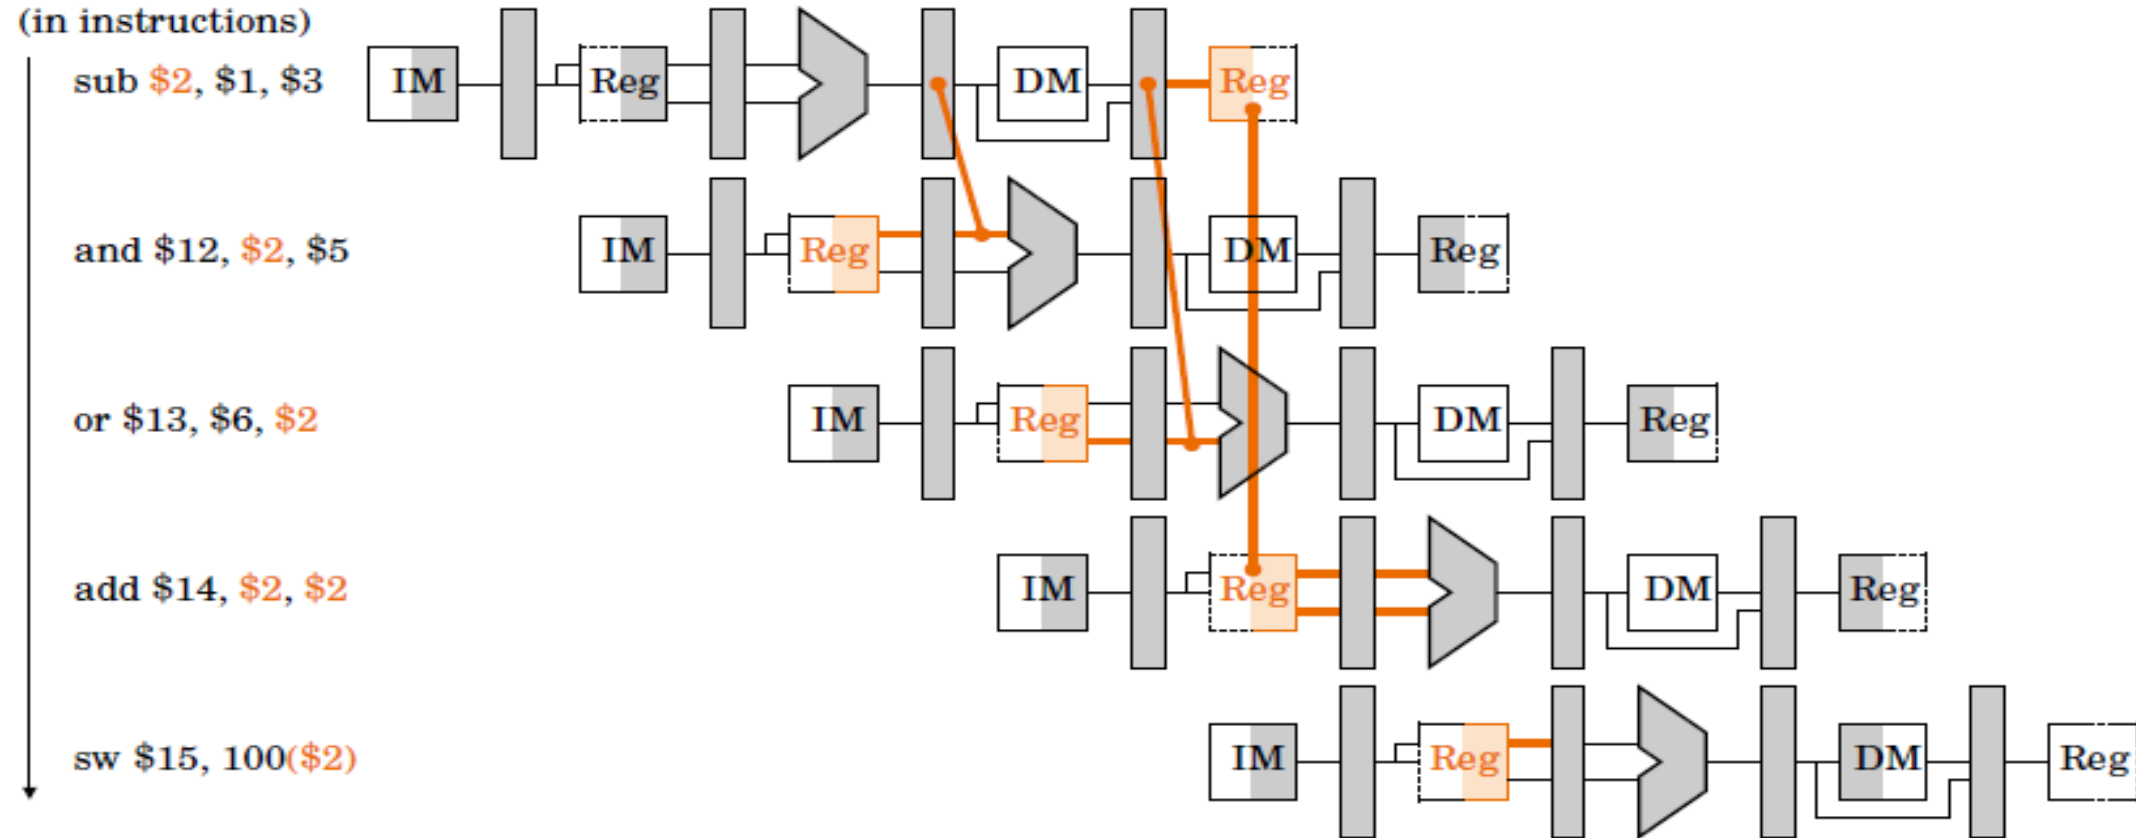 (in instructions)
sub $2, $1, $3 IM Reg DM Reg
and $12, $2, $5 IM Reg DM Reg
or $13, $6, $2 IM Reg DM Reg
add $14, $2, $2 IM Reg DM Reg
sw $15, 100($2) IM Reg DM Reg